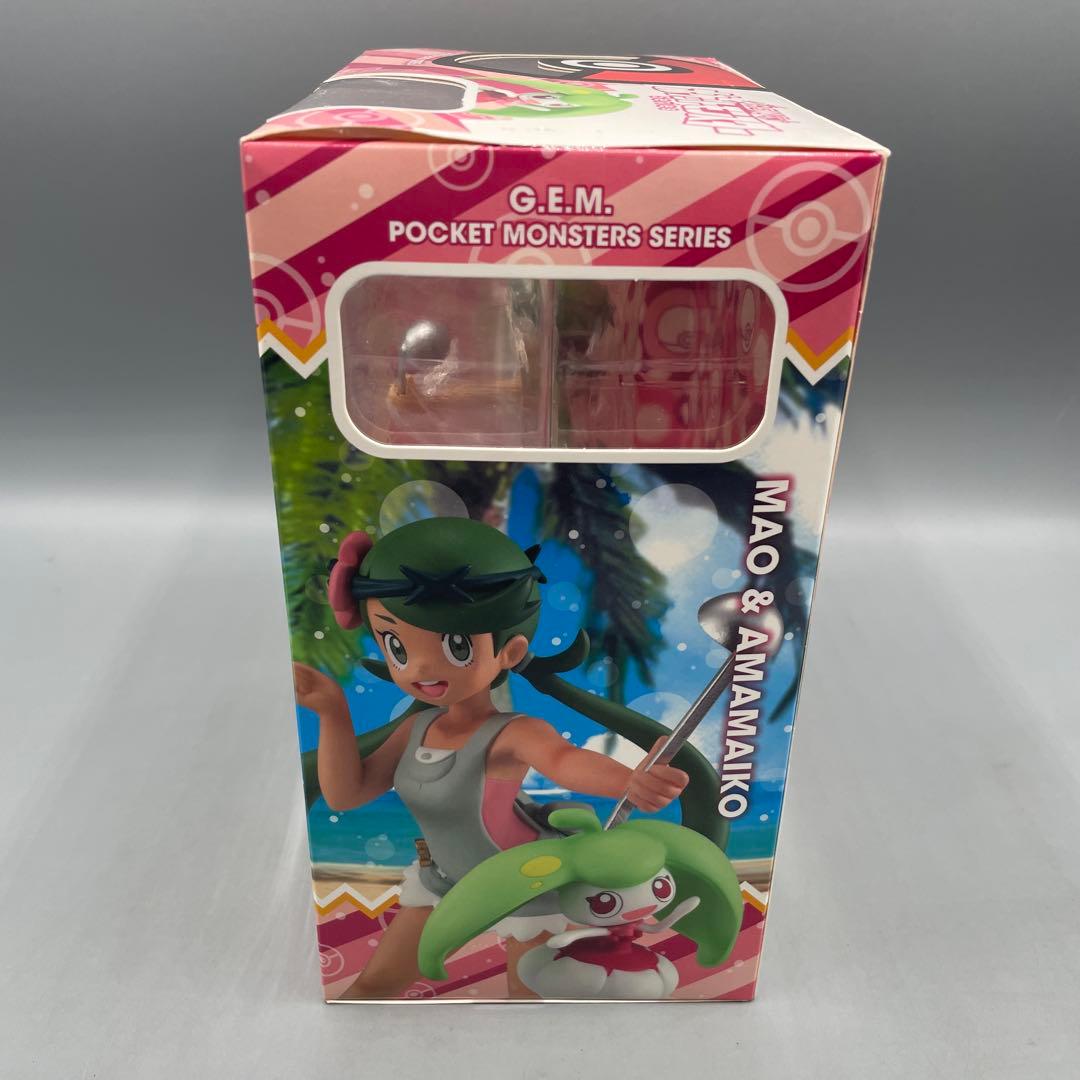 G.E.M.
POCKET MONSTERS SERIES
MAO & AMAMAIKO